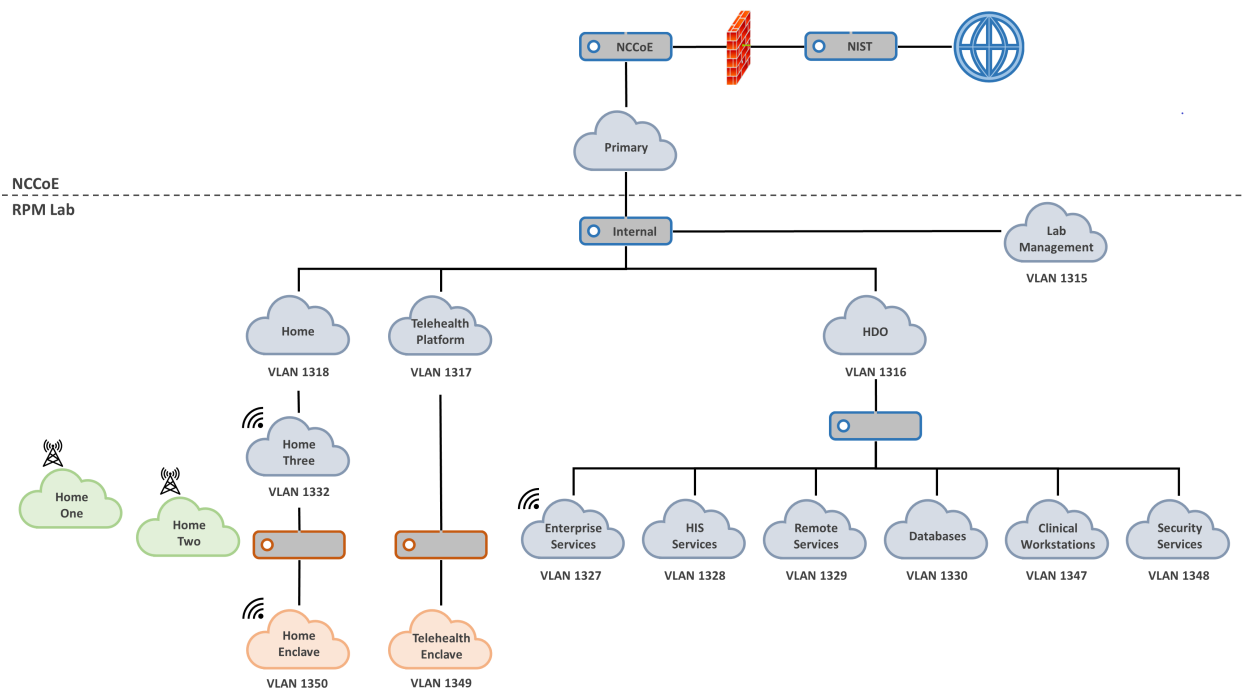 NCCoE
NIST
Primary
NCCoE
RPM Lab
Internal
Lab
Management
VLAN 1315
Home
VLAN 1318
Telehealth
Platform
VLAN 1317
HDO
VLAN 1316
Home
Three
VLAN 1332
Home
One
Home
Two
Enterprise
Services
VLAN 1327
HIS
Services
VLAN 1328
Remote
Services
VLAN 1329
Databases
VLAN 1330
Clinical
Workstations
VLAN 1347
Security
Services
VLAN 1348
Home
Enclave
VLAN 1350
Telehealth
Enclave
VLAN 1349